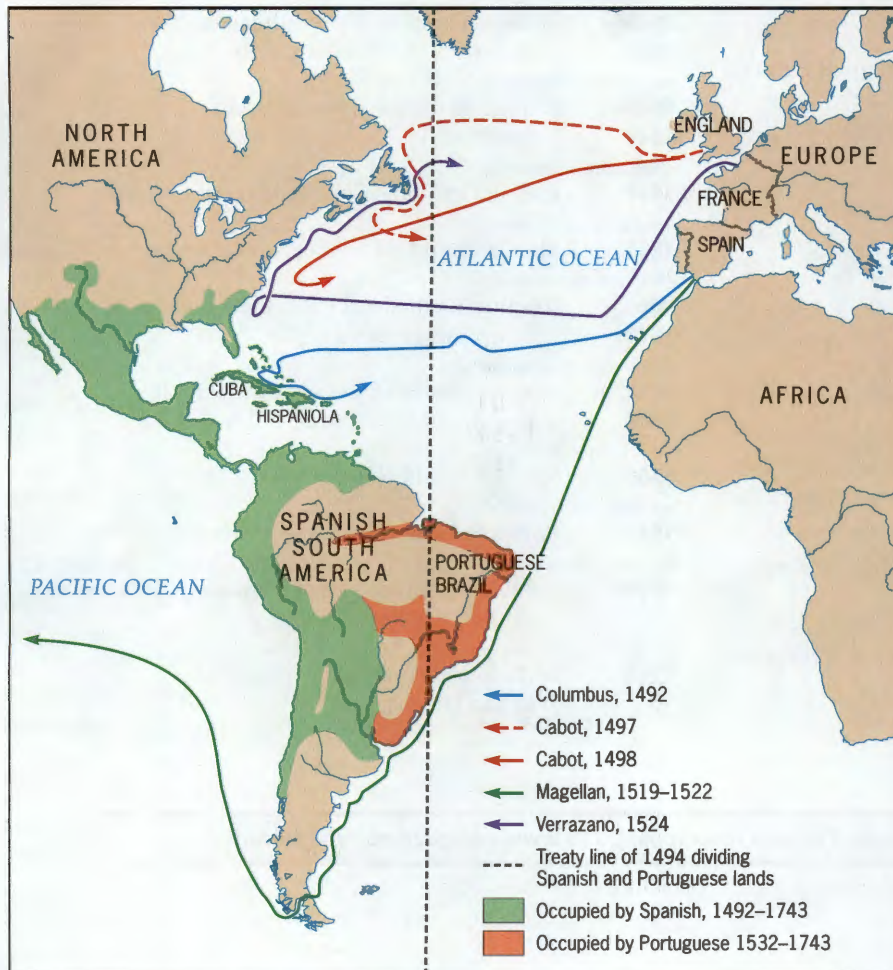 NORTH
AMERICA
ENGLAND
EUROPE
FRANCE
SPAIN
ATLANTIC OCEAN
CUBA
HISPANIOLA
AFRICA
SPANISH
SOUTH
AMERICA
PORTUGUESE
BRAZIL
PACIFIC OCEAN
Columbus, 1492
Cabot, 1497
Cabot, 1498
Magellan, 1519–1522
Verrazano, 1524
Treaty line of 1494 dividing
Spanish and Portuguese lands
Occupied by Spanish, 1492–1743
Occupied by Portuguese 1532–1743